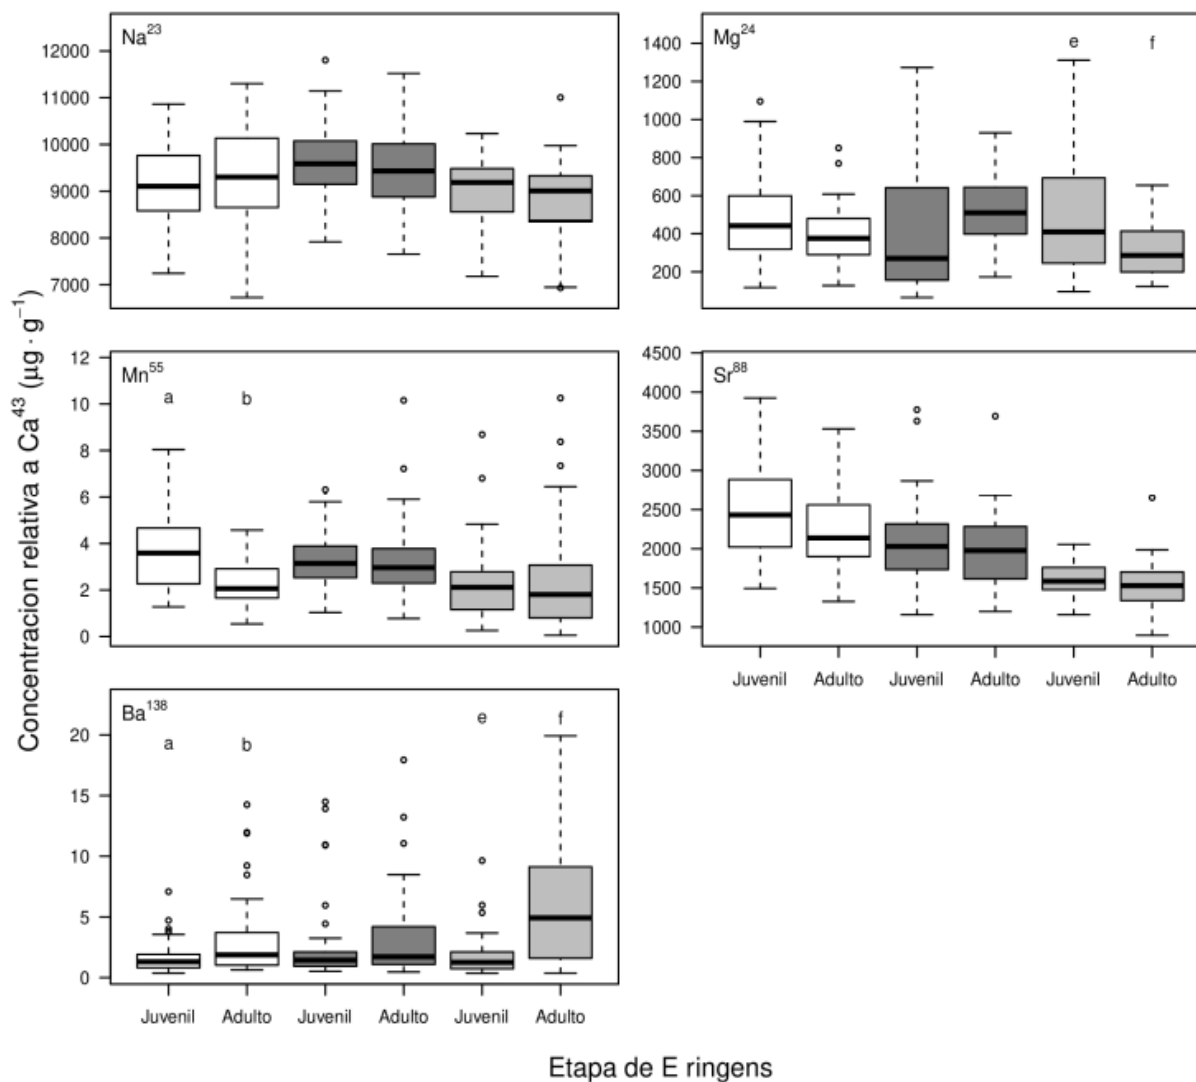 Concentracion relativa a Ca⁴³ (µg · g⁻¹)
Na²³
12000
11000
10000
9000
8000
7000
Mg²⁴
e
f
1400
1200
1000
800
600
400
200
Mn⁵⁵
a
b
12
10
8
6
4
2
0
Sr⁸⁸
4500
4000
3500
3000
2500
2000
1500
1000
Juvenil Adulto Juvenil Adulto Juvenil Adulto
Ba¹³⁸
a
b
e
f
20
15
10
5
0
Juvenil Adulto Juvenil Adulto Juvenil Adulto
Etapa de E ringens